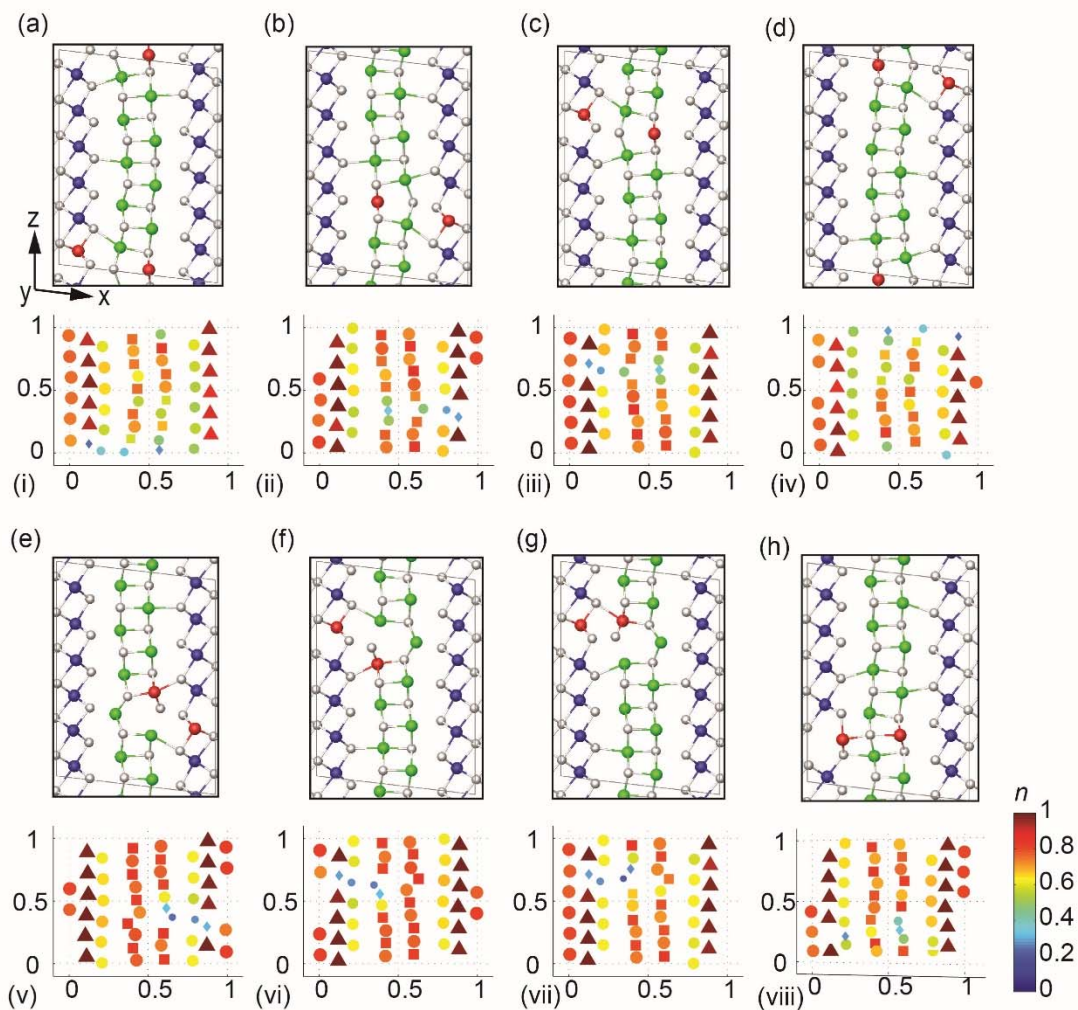 (a) (b) (c) (d)
z
y x
1 1 1 1
0.5 0.5 0.5 0.5
0 0 0 0
(i) 0 0.5 1 (ii) 0 0.5 1 (iii) 0 0.5 1 (iv) 0 0.5 1
(e) (f) (g) (h)
n
1 1 1 1 1
0.8
0.5 0.5 0.5 0.5 0.6
0.4
0.2
0 0 0 0 0
(v) 0 0.5 1 (vi) 0 0.5 1 (vii) 0 0.5 1 (viii) 0 0.5 1